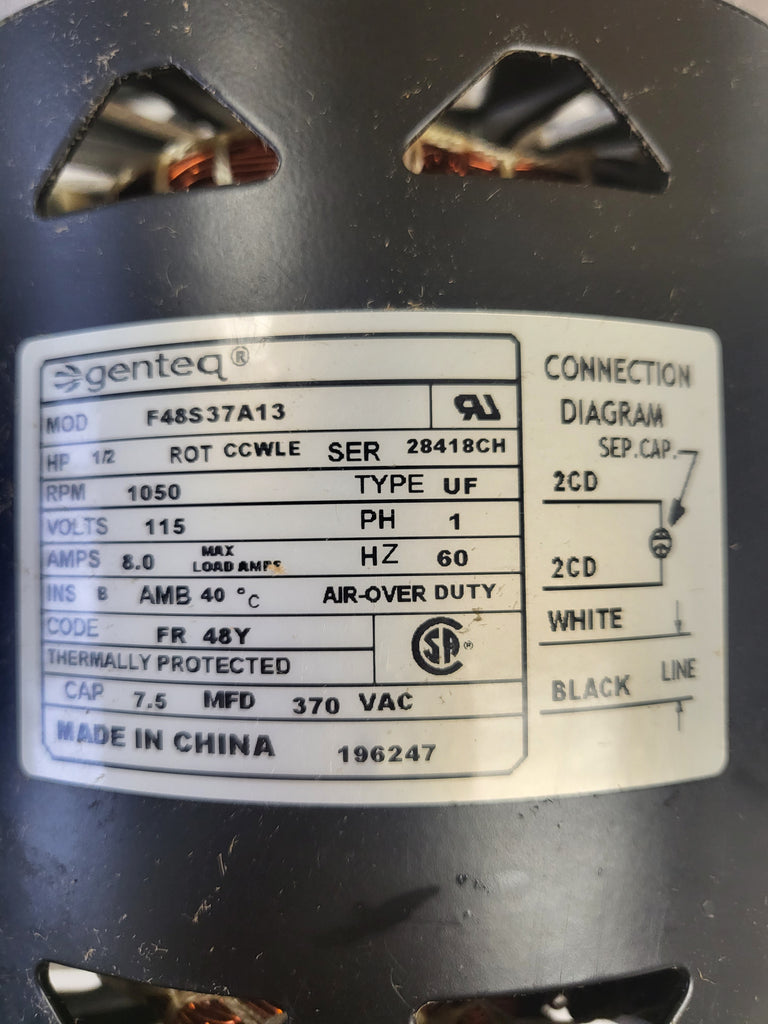 genteq®
MOD F48S37A13
HP 1/2 ROT CCWLE SER 28418CH
RPM 1050 TYPE UF
VOLTS 115 PH 1
AMPS 8.0 MAX LOAD AMPS HZ 60
INS B AMB 40 °C AIR-OVER DUTY
CODE FR 48Y
THERMALLY PROTECTED
SA®
CAP 7.5 MFD 370 VAC
MADE IN CHINA 196247
CONNECTION
DIAGRAM
SEP.CAP.
2CD
2CD
WHITE
LINE
BLACK